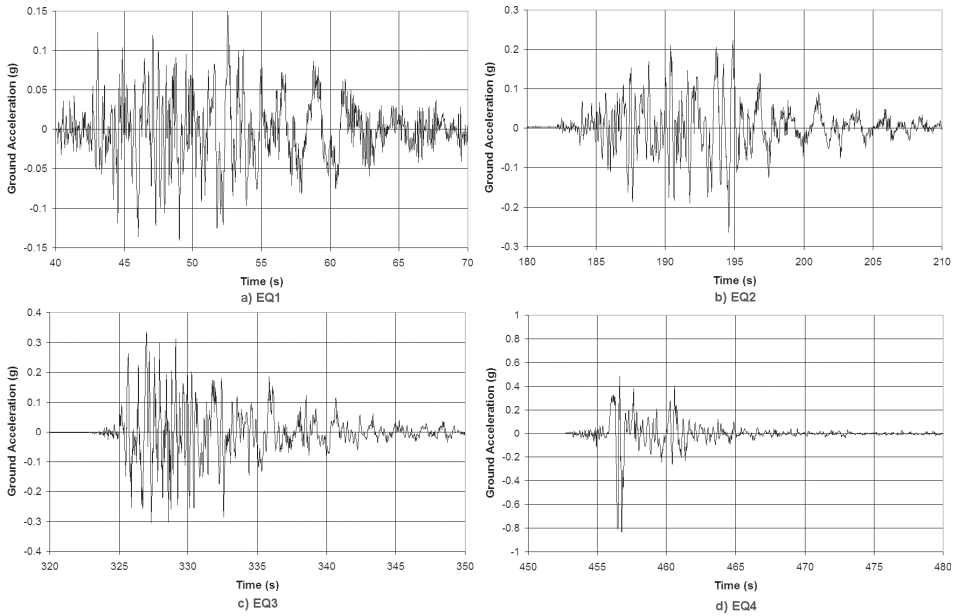 Ground Acceleration (g)
0.15
0.1
0.05
0
-0.05
-0.1
-0.15
40 45 50 55 60 65 70
Time (s)
a) EQ1
Ground Acceleration (g)
0.3
0.2
0.1
0
-0.1
-0.2
-0.3
180 185 190 195 200 205 210
Time (s)
b) EQ2
Ground Acceleration (g)
0.4
0.3
0.2
0.1
0
-0.1
-0.2
-0.3
-0.4
320 325 330 335 340 345 350
Time (s)
c) EQ3
Ground Acceleration (g)
1
0.8
0.6
0.4
0.2
0
-0.2
-0.4
-0.6
-0.8
-1
450 455 460 465 470 475 480
Time (s)
d) EQ4